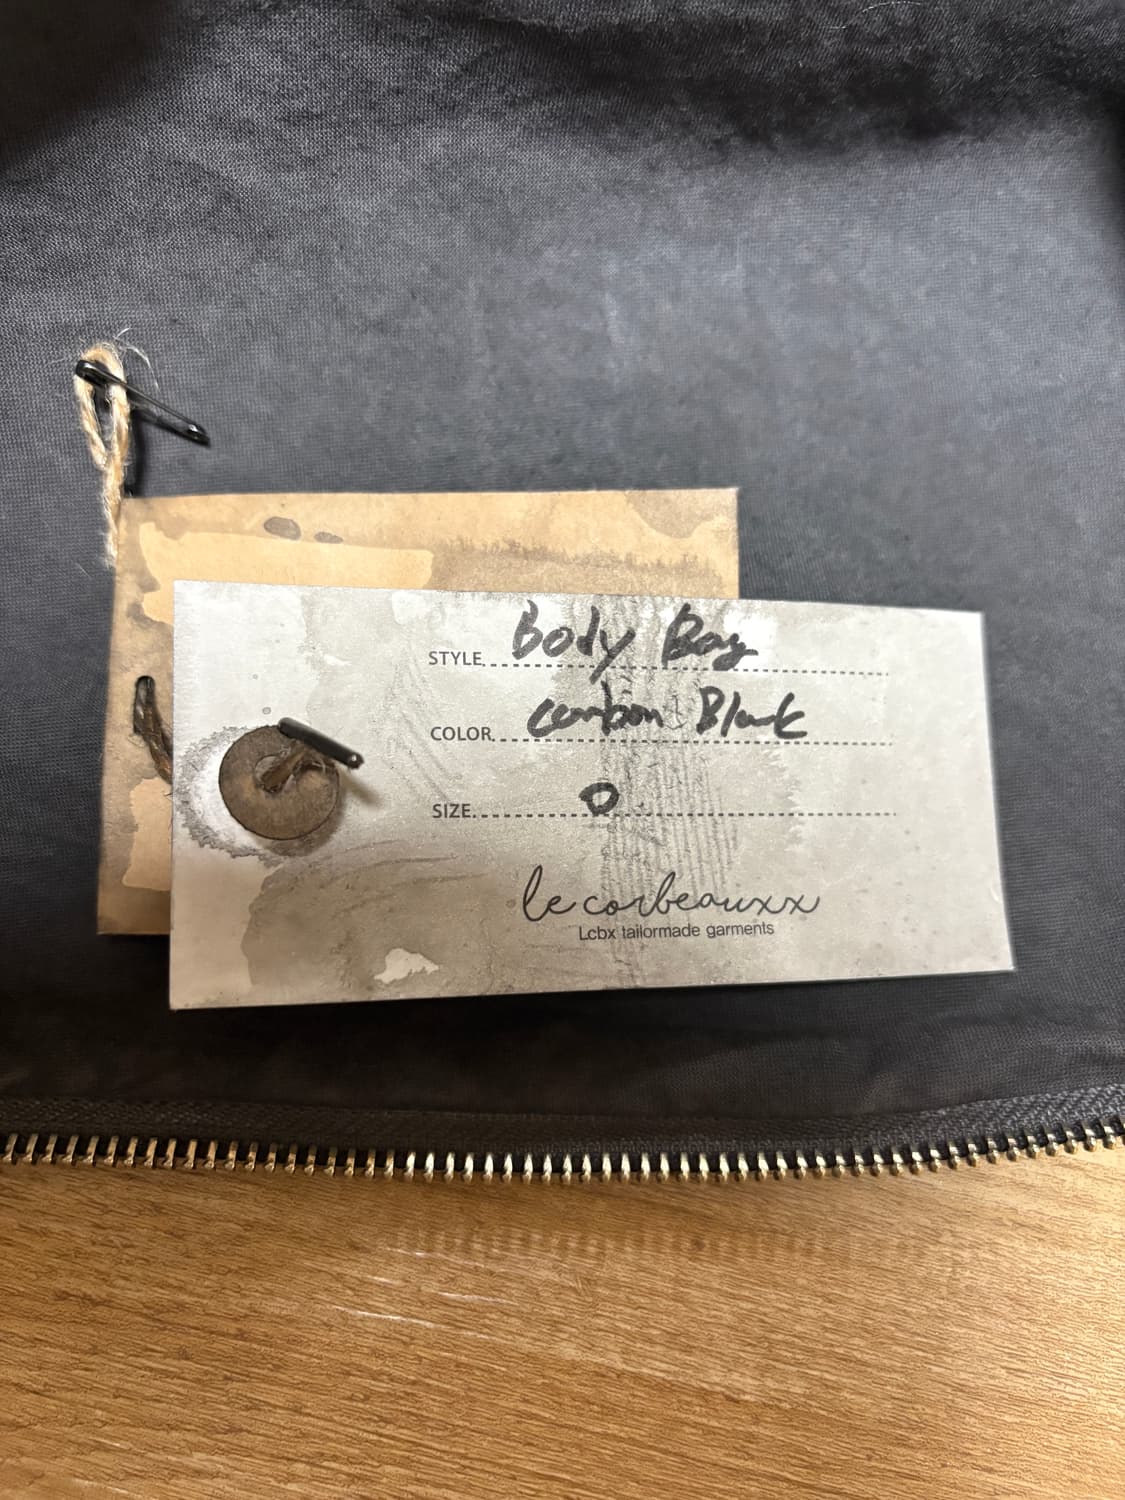 STYLE Body Bag
COLOR carbon Black
SIZE 0
le corbeauxx
Lcbx tailormade garments